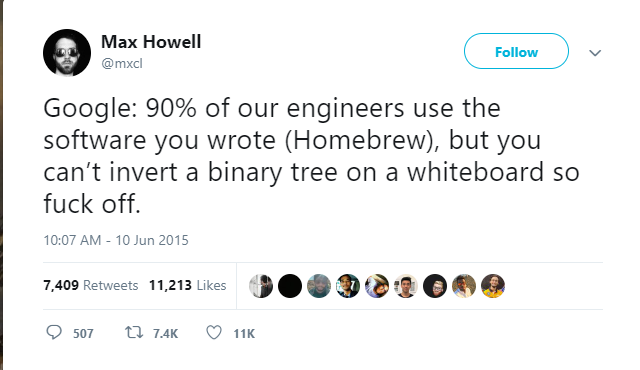 Max Howell
@mxcl
Follow
Google: 90% of our engineers use the
software you wrote (Homebrew), but you
can’t invert a binary tree on a whiteboard so
fuck off.
10:07 AM - 10 Jun 2015
7,409 Retweets 11,213 Likes
507 7.4K 11K